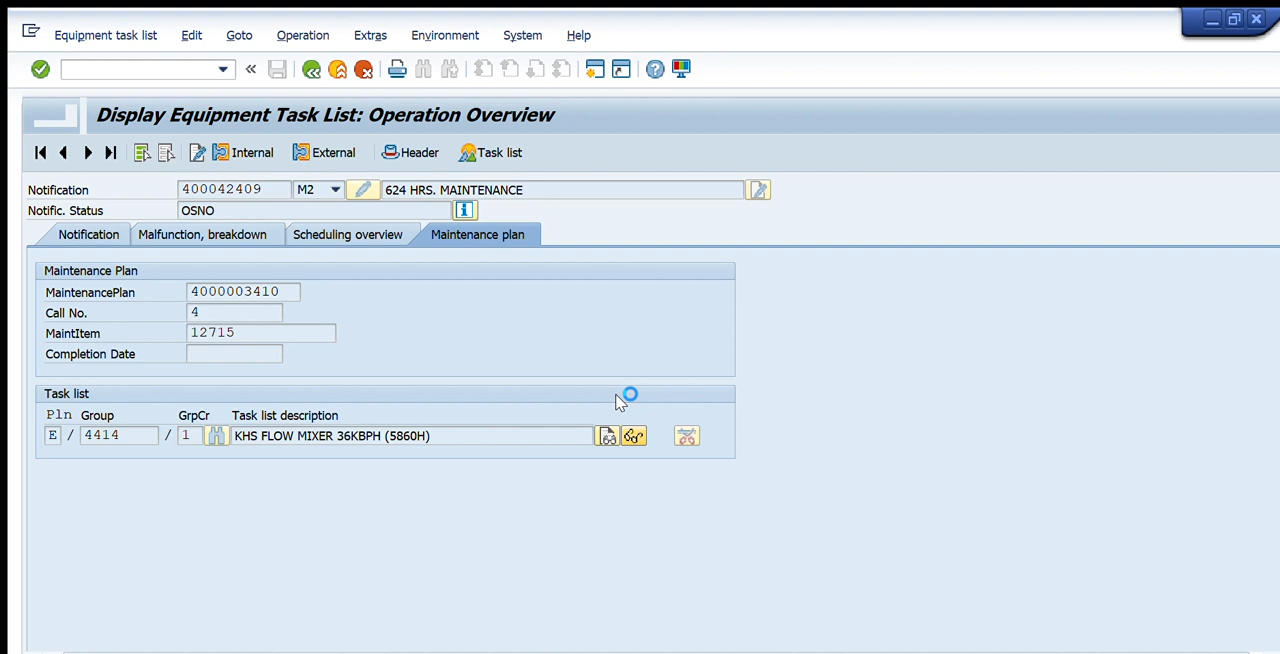 Equipment task list Edit Goto Operation Extras Environment System Help
Display Equipment Task List: Operation Overview
Internal External Header Task list
Notification 400042409 M2 624 HRS. MAINTENANCE
Notific. Status OSNO
Notification Malfunction, breakdown Scheduling overview Maintenance plan
Maintenance Plan
MaintenancePlan 4000003410
Call No. 4
MaintItem 12715
Completion Date
Task list
Pln Group GrpCr Task list description
E / 4414 / 1 KHS FLOW MIXER 36KBPH (5860H)